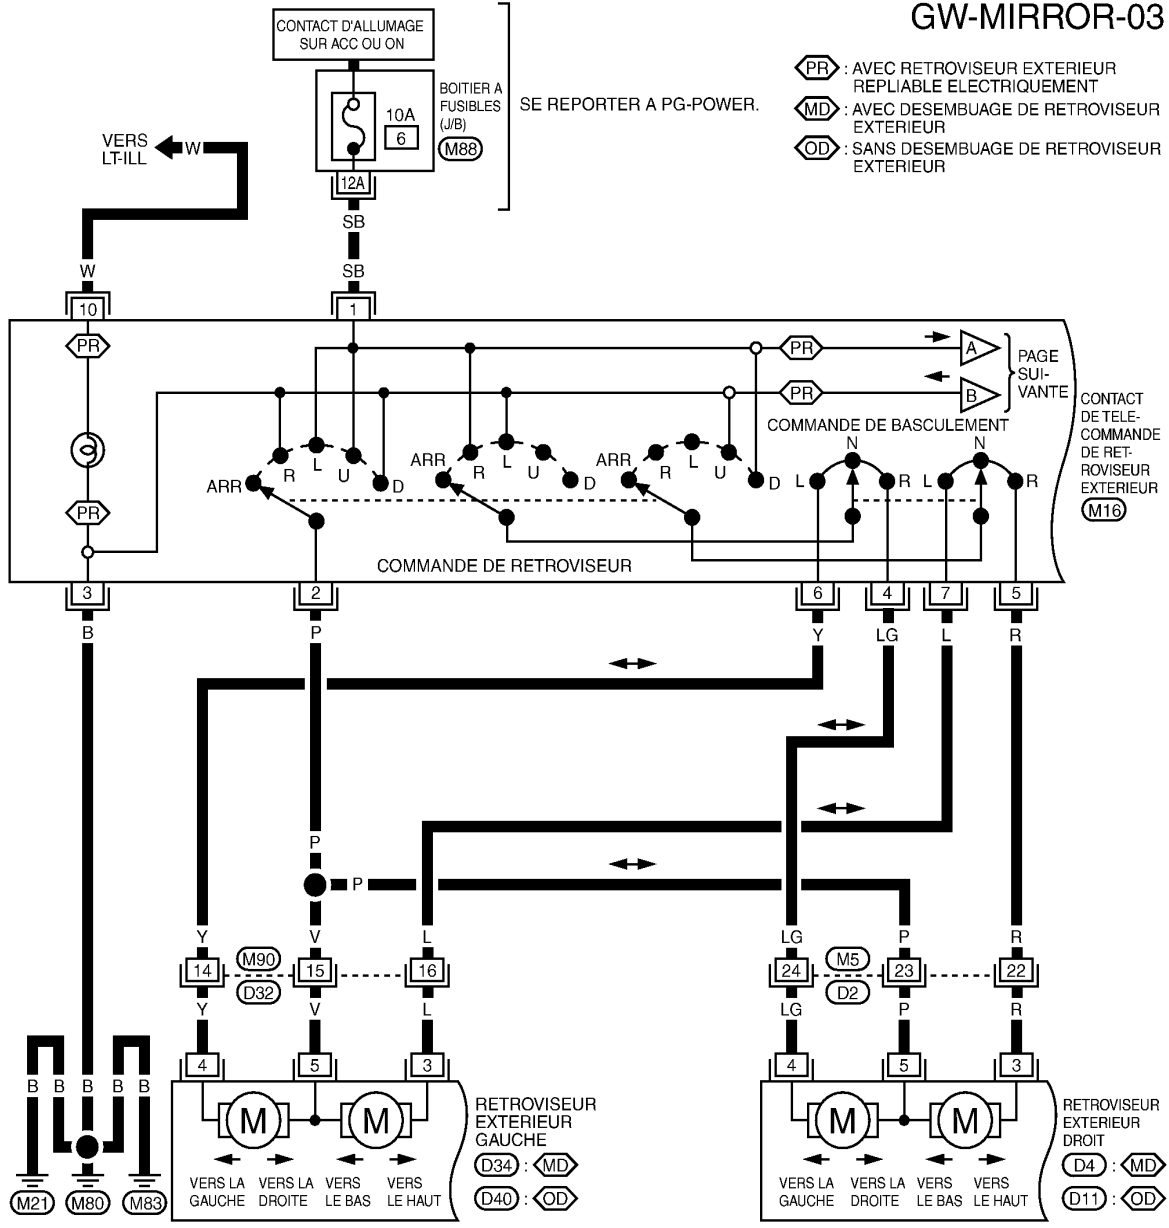 GW-MIRROR-03
CONTACT D'ALLUMAGE
SUR ACC OU ON
BOITIER A
FUSIBLES
(J/B)
M88
10A
6
12A
SE REPORTER A PG-POWER.
PR : AVEC RETROVISEUR EXTERIEUR
REPLIABLE ELECTRIQUEMENT
MD : AVEC DESEMBUAGE DE RETROVISEUR
EXTERIEUR
OD : SANS DESEMBUAGE DE RETROVISEUR
EXTERIEUR
VERS
LT-ILL
W
SB
W SB
10 1
PR PR A
PR B
PAGE
SUI-
VANTE
COMMANDE DE BASCULEMENT
CONTACT
DE TELE-
COMMANDE
DE RET-
ROVISEUR
EXTERIEUR
M16
ARR R L U D
ARR R L U D
ARR R L U D
L N R
L N R
PR
COMMANDE DE RETROVISEUR
3 2 6 4 7 5
B P Y LG L R
P
P
Y V L LG P R
14 M90 15 16 24 M5 23 22
D32 D2
Y V L LG P R
4 5 3 4 5 3
B B B B B
M M M M
RETROVISEUR
EXTERIEUR
GAUCHE
D34 : MD
D40 : OD
RETROVISEUR
EXTERIEUR
DROIT
D4 : MD
D11 : OD
VERS LA
GAUCHE
VERS LA
DROITE
VERS
LE BAS
VERS
LE HAUT
VERS LA
GAUCHE
VERS LA
DROITE
VERS
LE BAS
VERS
LE HAUT
M21 M80 M83